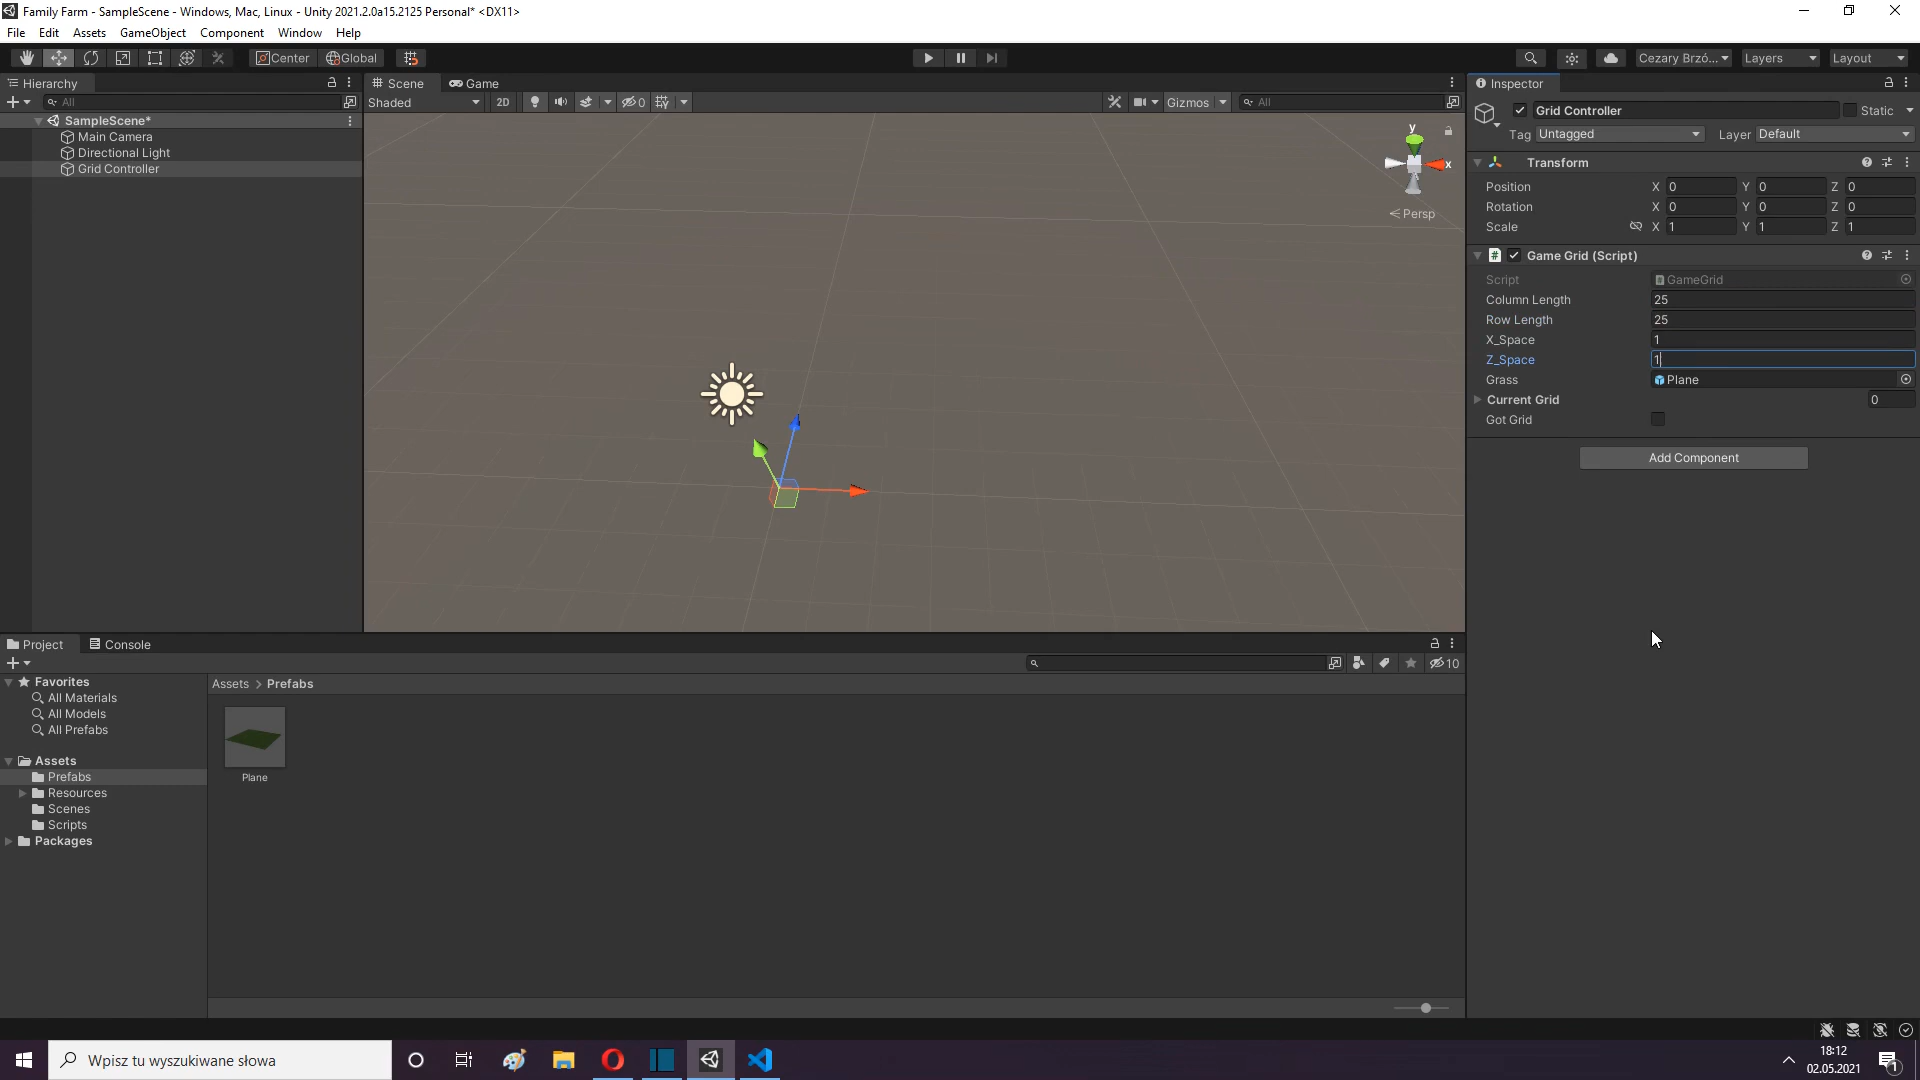 Family Farm - SampleScene - Windows, Mac, Linux - Unity 2021.2.0a15.2125 Personal* <DX11>
File Edit Assets GameObject Component Window Help
Center Global Cezary Brzó... Layers Layout
Hierarchy Scene Game Inspector
All Shaded 2D 0 Gizmos All
SampleScene*
Main Camera
Directional Light
Grid Controller
y
x
Persp
Grid Controller Static
Tag Untagged Layer Default
Transform
Position X 0 Y 0 Z 0
Rotation X 0 Y 0 Z 0
Scale X 1 Y 1 Z 1
Game Grid (Script)
Script GameGrid
Column Length 25
Row Length 25
X_Space 1
Z_Space 1
Grass Plane
Current Grid 0
Got Grid
Add Component
Project Console
10
Favorites
All Materials
All Models
All Prefabs
Assets
Prefabs
Resources
Scenes
Scripts
Packages
Assets > Prefabs
Plane
Wpisz tu wyszukiwane słowa
18:12
02.05.2021
1